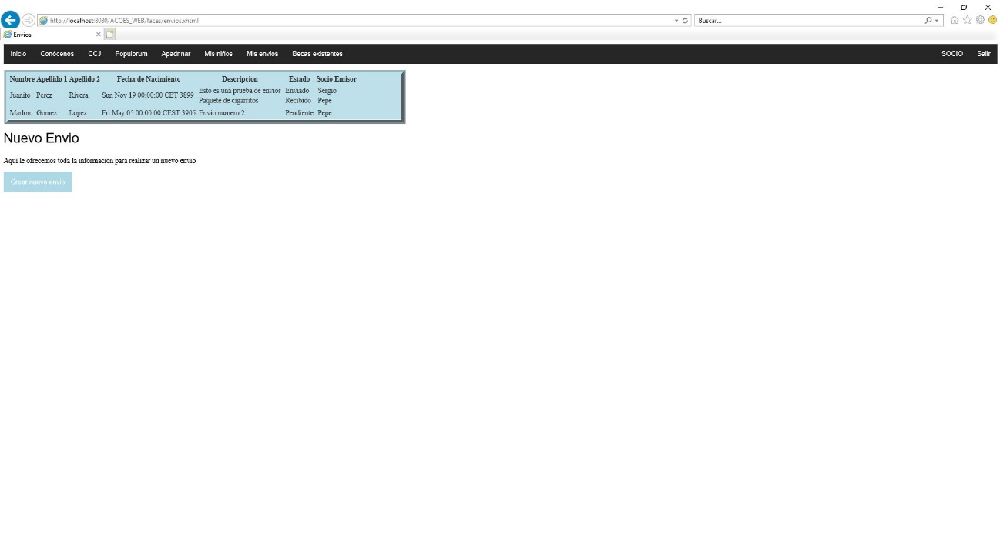 http://localhost:8080/ACOES_WEB/faces/envios.xhtml
Buscar...
Envios
Inicio Conócenos CCJ Populorum Apadrinar Mis niños Mis envios Becas existentes SOCIO Salir
Nombre Apellido 1 Apellido 2 Fecha de Nacimiento Descripcion Estado Socio Emisor
Juanito Perez Rivera Sun Nov 19 00:00:00 CET 3899 Esto es una prueba de envios Enviado Sergio
Paquete de cigarritos Recibido Pepe
Marlon Gomez Lopez Fri May 05 00:00:00 CEST 3905 Envio numero 2 Pendiente Pepe
Nuevo Envio
Aquí le ofrecemos toda la información para realizar un nuevo envio
Crear nuevo envio